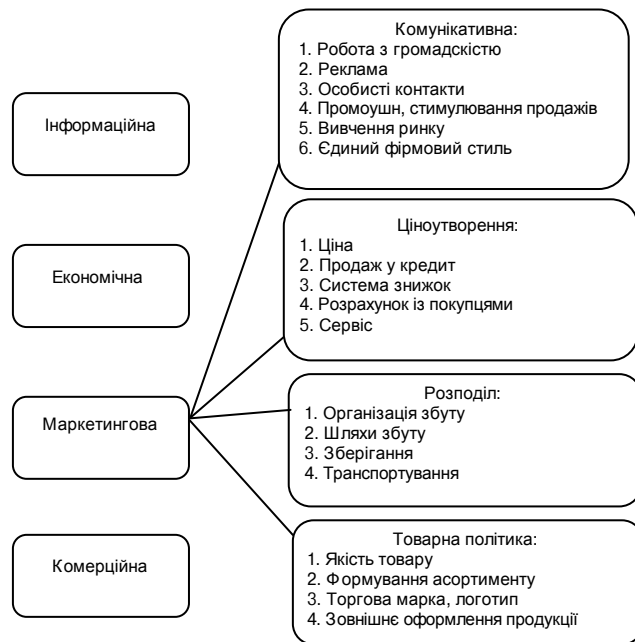 Інформаційна
Економічна
Маркетингова
Комерційна
Комунікативна:
1. Робота з громадскістю
2. Реклама
3. Особисті контакти
4. Промоушн, стимулювання продажів
5. Вивчення ринку
6. Єдиний фірмовий стиль
Ціноутворення:
1. Ціна
2. Продаж у кредит
3. Система знижок
4. Розрахунок із покупцями
5. Сервіс
Розподіл:
1. Організація збуту
2. Шляхи збуту
3. Зберігання
4. Транспортування
Товарна політика:
1. Якість товару
2. Формування асортименту
3. Торгова марка, логотип
4. Зовнішнє оформлення продукції